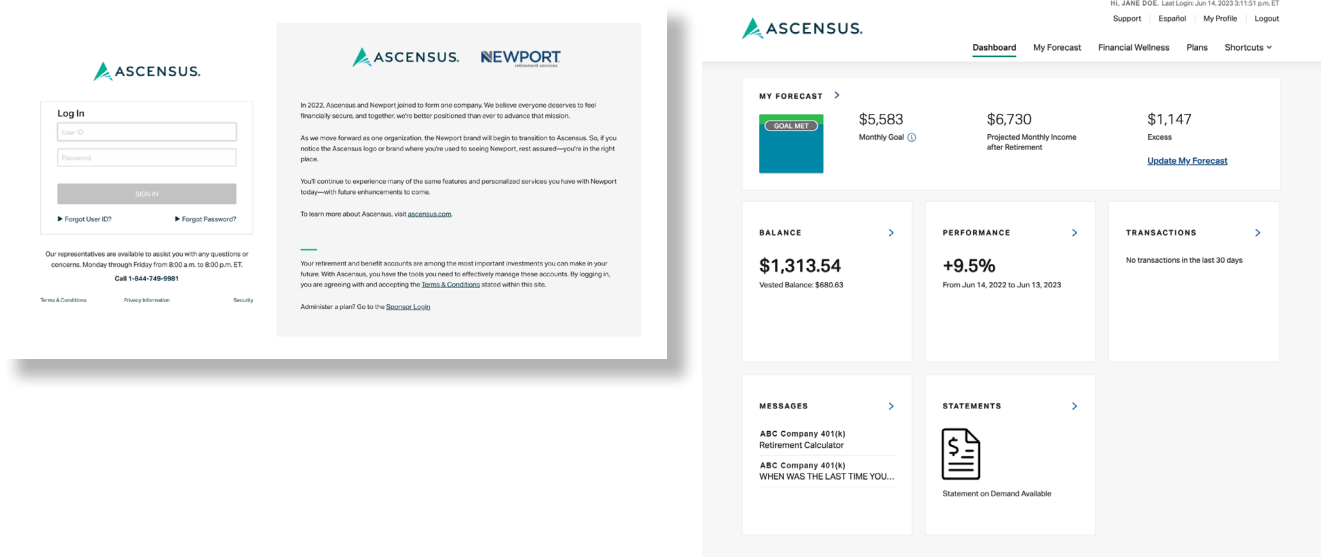 ASCENSUS.
Log In
User ID
Password
SIGN IN
Forgot User ID?
Forgot Password?
Our representatives are available to assist you with any questions or
concerns. Monday through Friday from 8:00 a.m. to 8:00 p.m. ET.
Call 1-844-749-9981
Terms & Conditions
Privacy Information
Security
ASCENSUS.
NEWPORT
retirement services
In 2022, Ascensus and Newport joined to form one company. We believe everyone deserves to feel
financially secure, and together, we're better positioned than ever to advance that mission.
As we move forward as one organization, the Newport brand will begin to transition to Ascensus. So, if you
notice the Ascensus logo or brand where you're used to seeing Newport, rest assured—you're in the right
place.
You'll continue to experience many of the same features and personalized services you have with Newport
today—with future enhancements to come.
To learn more about Ascensus, visit ascensus.com.
Your retirement and benefit accounts are among the most important investments you can make in your
future. With Ascensus, you have the tools you need to effectively manage these accounts. By logging in,
you are agreeing with and accepting the Terms & Conditions stated within this site.
Administer a plan? Go to the Sponsor Login
Hi, JANE DOE. Last Login: Jun 14, 2023 3:11:51 p.m. ET
Support
Español
My Profile
Logout
ASCENSUS.
Dashboard
My Forecast
Financial Wellness
Plans
Shortcuts
MY FORECAST
GOAL MET
$5,583
Monthly Goal
$6,730
Projected Monthly Income
after Retirement
$1,147
Excess
Update My Forecast
BALANCE
$1,313.54
Vested Balance: $680.63
PERFORMANCE
+9.5%
From Jun 14, 2022 to Jun 13, 2023
TRANSACTIONS
No transactions in the last 30 days
MESSAGES
ABC Company 401(k)
Retirement Calculator
ABC Company 401(k)
WHEN WAS THE LAST TIME YOU...
STATEMENTS
$
Statement on Demand Available